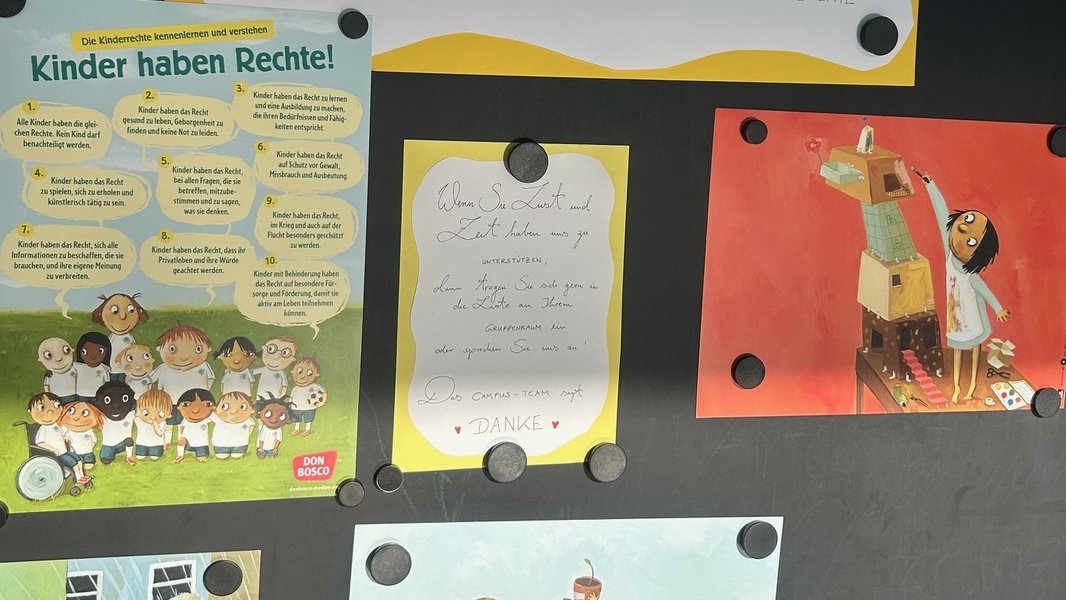 Die Kinderrechte kennenlernen und verstehen
Kinder haben Rechte!
1.
Alle Kinder haben die glei-
chen Rechte. Kein Kind darf
benachteiligt werden.
2.
Kinder haben das Recht
gesund zu leben, Geborgenheit zu
finden und keine Not zu leiden.
3.
Kinder haben das Recht zu lernen
und eine Ausbildung zu machen,
die ihren Bedürfnissen und Fähig-
keiten entspricht.
4.
Kinder haben das Recht
zu spielen, sich zu erholen und
künstlerisch tätig zu sein.
5.
Kinder haben das Recht,
bei allen Fragen, die sie
betreffen, mitzube-
stimmen und zu sagen,
was sie denken.
6.
Kinder haben das Recht
auf Schutz vor Gewalt,
Missbrauch und Ausbeutung.
7.
Kinder haben das Recht, sich alle
Informationen zu beschaffen, die sie
brauchen, und ihre eigene Meinung
zu verbreiten.
8.
Kinder haben das Recht, dass ihr
Privatleben und ihre Würde
geachtet werden.
9.
Kinder haben das Recht,
im Krieg und auch auf der
Flucht besonders geschützt
zu werden.
10.
Kinder mit Behinderung haben
das Recht auf besondere Für-
sorge und Förderung, damit sie
aktiv am Leben teilnehmen
können.
DON
BOSCO
donbosco-medien.de
Wenn Sie Lust und
Zeit haben uns zu
UNTERSTÜTZEN,
dann tragen Sie sich gern in
die Liste an Ihrem
GRUPPENRAUM ein
oder sprechen Sie uns an!
Das CAMPUS-TEAM sagt
DANKE